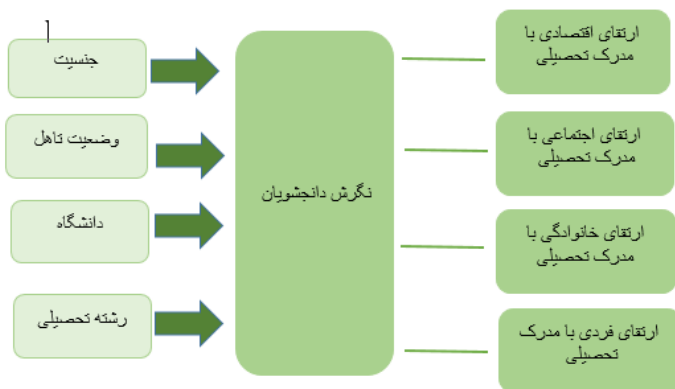 جنسیت
وضعیت تاهل
دانشگاه
رشته تحصیلی
نگرش دانجشویان
ارتقای اقتصادی با
مدرک تحصیلی
ارتقای اجتماعی با
مدرک تحصیلی
ارتقای خانوادگی با
مدرک تحصیلی
ارتقای فردی با مدرک
تحصیلی